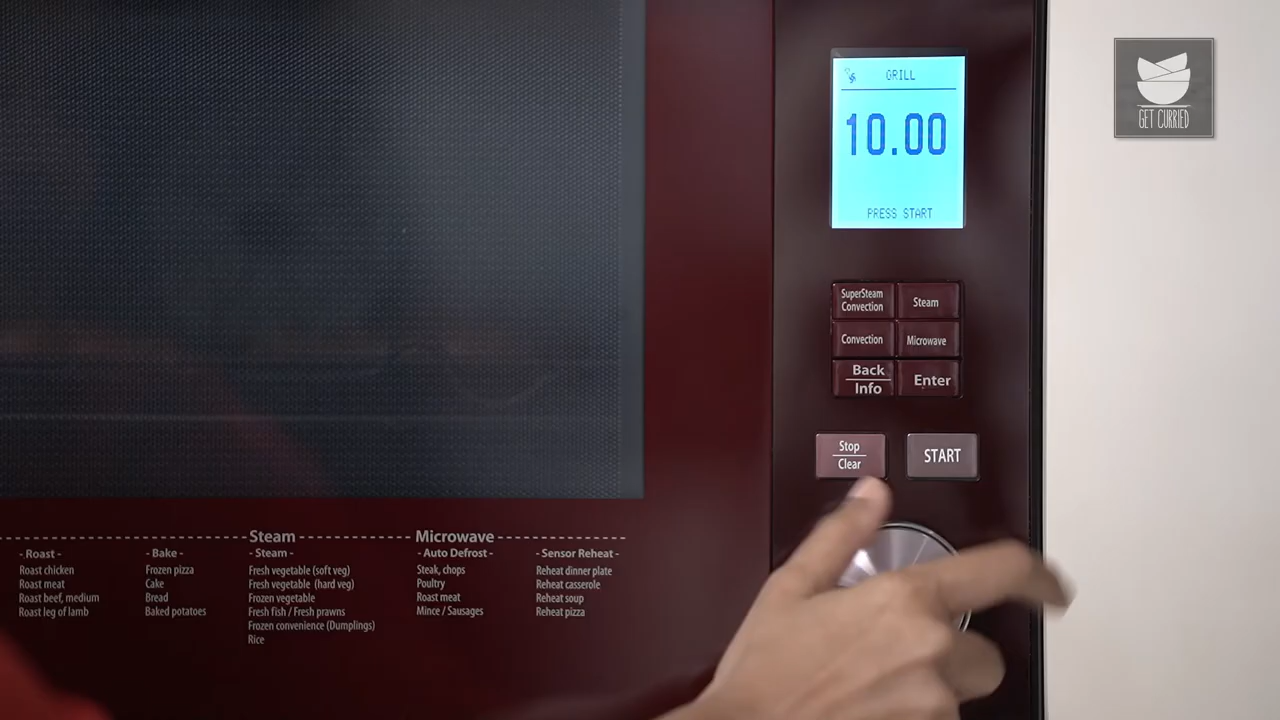 GRILL
10.00
PRESS START
GET CURRIED
SuperSteam
Convection
Steam
Convection
Microwave
Back
Info
Enter
Stop
Clear
START
Steam
Microwave
- Roast -
Roast chicken
Roast meat
Roast beef, medium
Roast leg of lamb
- Bake -
Frozen pizza
Cake
Bread
Baked potatoes
- Steam -
Fresh vegetable (soft veg)
Fresh vegetable (hard veg)
Frozen vegetable
Fresh fish / Fresh prawns
Frozen convenience (Dumplings)
Rice
- Auto Defrost -
Steak, chops
Poultry
Roast meat
Mince / Sausages
- Sensor Reheat -
Reheat dinner plate
Reheat casserole
Reheat soup
Reheat pizza